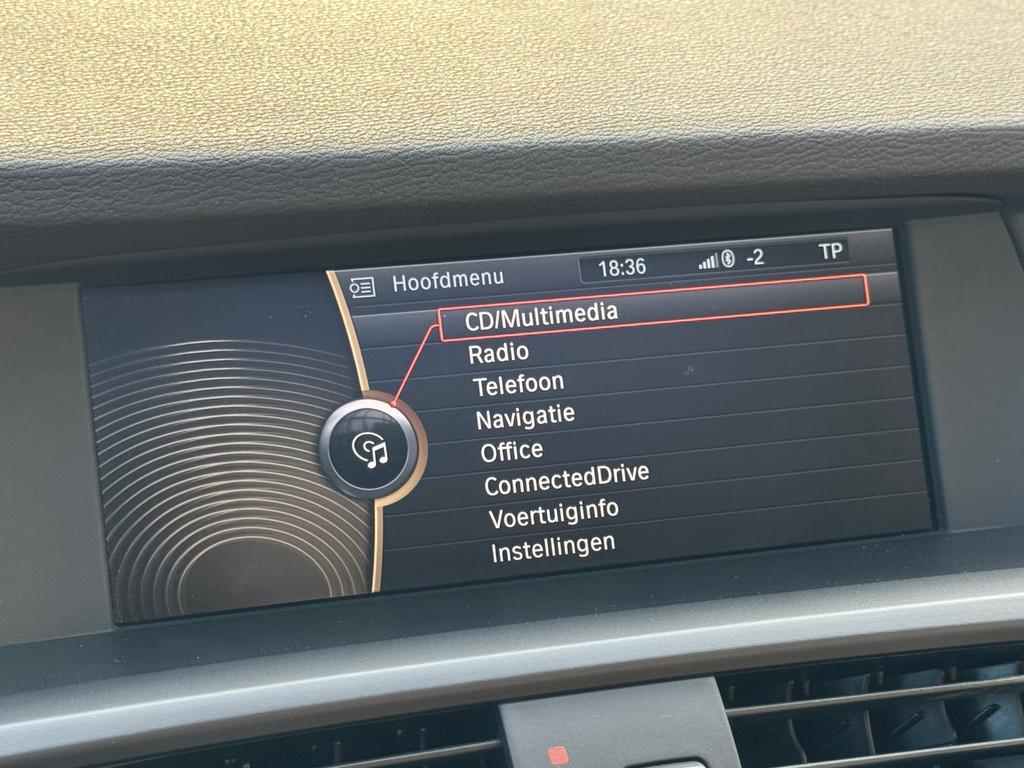 Hoofdmenu 18:36 -2 TP
CD/Multimedia
Radio
Telefoon
Navigatie
Office
ConnectedDrive
Voertuiginfo
Instellingen